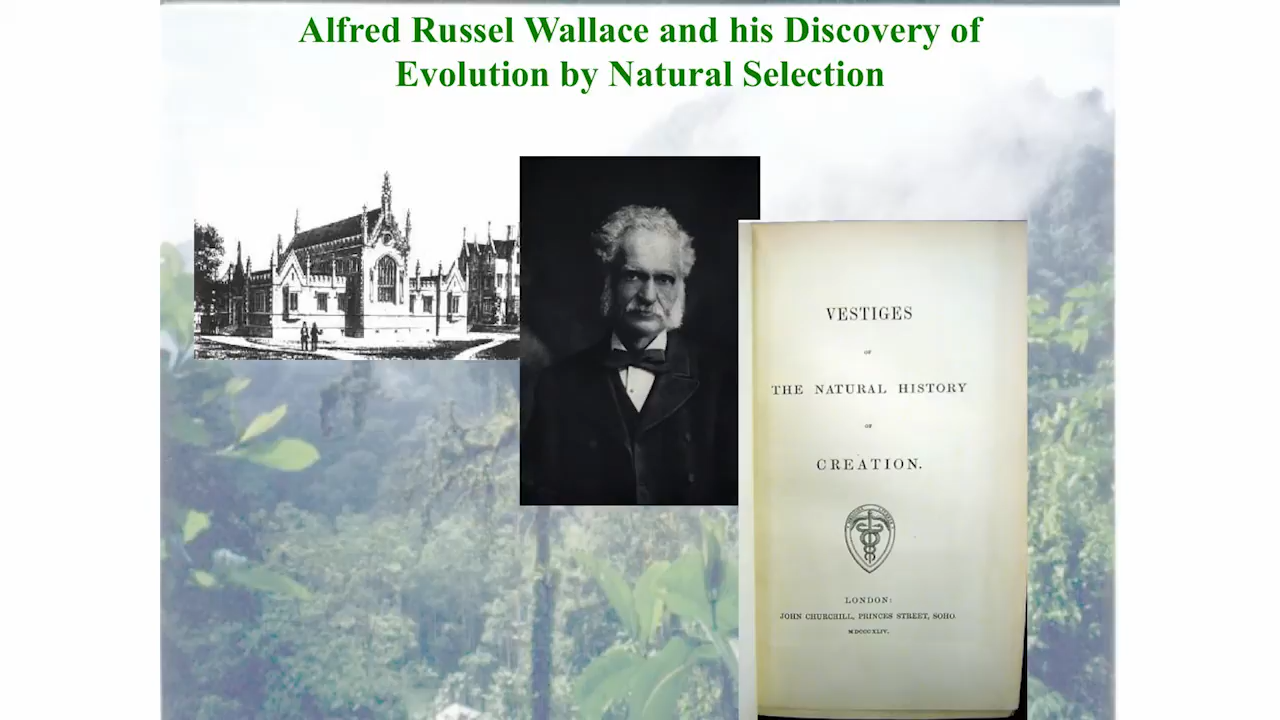 Alfred Russel Wallace and his Discovery of
Evolution by Natural Selection
VESTIGES
OF
THE NATURAL HISTORY
OF
CREATION.
LONDON:
JOHN CHURCHILL, PRINCES STREET, SOHO.
MDCCCXLIV.